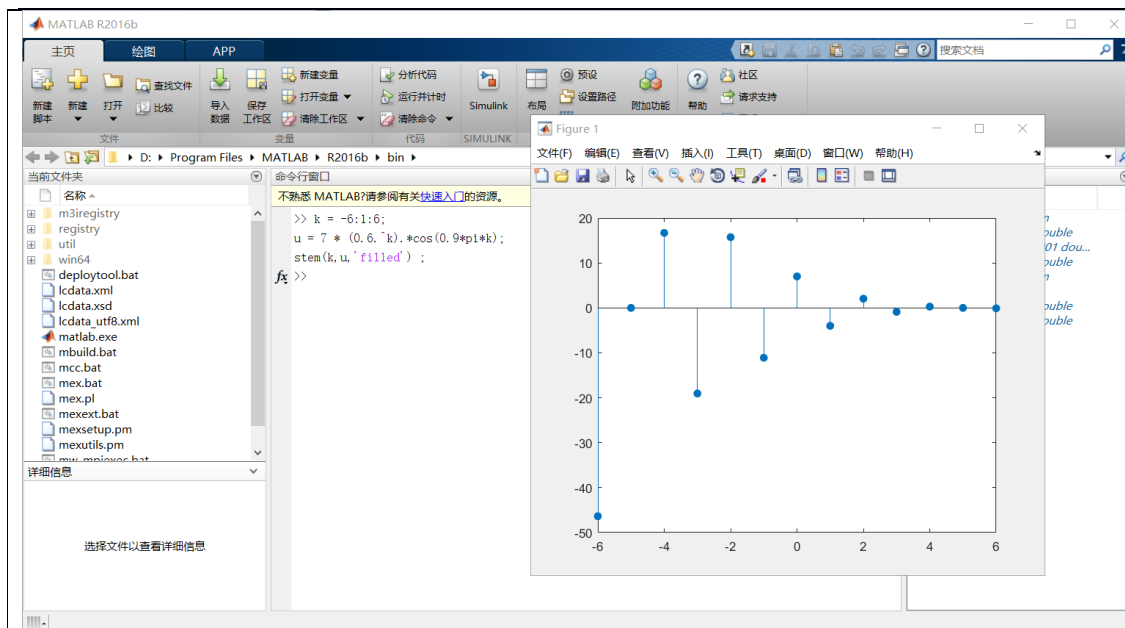 MATLAB R2016b
主页 绘图 APP
搜索文档
新建脚本 新建 打开 查找文件 比较 导入数据 保存工作区 新建变量 打开变量 清除工作区 分析代码 运行并计时 清除命令 Simulink 布局 预设 设置路径 附加功能 帮助 社区 请求支持
文件 变量 代码 SIMULINK
D: ▸ Program Files ▸ MATLAB ▸ R2016b ▸ bin ▸
当前文件夹
名称
m3iregistry
registry
util
win64
deploytool.bat
lcdata.xml
lcdata.xsd
lcdata_utf8.xml
matlab.exe
mbuild.bat
mcc.bat
mex.bat
mex.pl
mexext.bat
mexsetup.pm
mexutils.pm
mw_mpiexec.bat
详细信息
选择文件以查看详细信息
命令行窗口
不熟悉 MATLAB?请参阅有关快速入门的资源。
>> k = -6:1:6;
u = 7 * (0.6.^k).*cos(0.9*pi*k);
stem(k,u,'filled') ;
fx >>
Figure 1
文件(F) 编辑(E) 查看(V) 插入(I) 工具(T) 桌面(D) 窗口(W) 帮助(H)
20
10
0
-10
-20
-30
-40
-50
-6 -4 -2 0 2 4 6